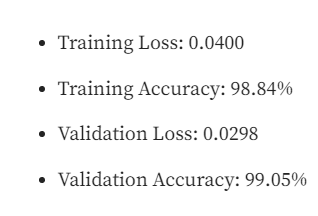 • Training Loss: 0.0400
• Training Accuracy: 98.84%
• Validation Loss: 0.0298
• Validation Accuracy: 99.05%